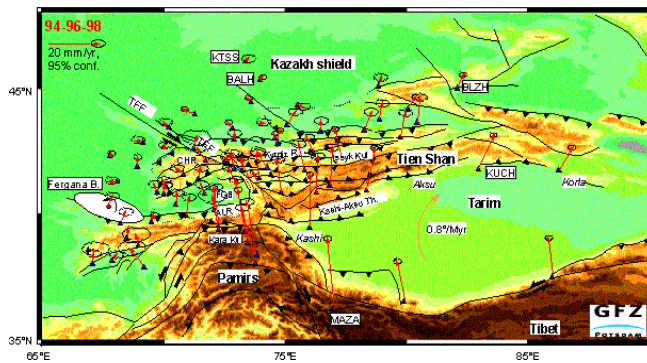 94-96-98
20 mm/yr,
95% conf.
KTSS
Kazakh shield
BALH
BLZH
45°N
TFF
CHR
Issyk Kul
Tien Shan
KUCH
Aksu
Korla
Fergana B.
Kashi-Aksu Th.
Tarim
ALR
0.8°/Myr
Kara Kul
Kashi
Pamirs
MAZA
GFZ
POTSDAM
Tibet
35°N
65°E
75°E
85°E